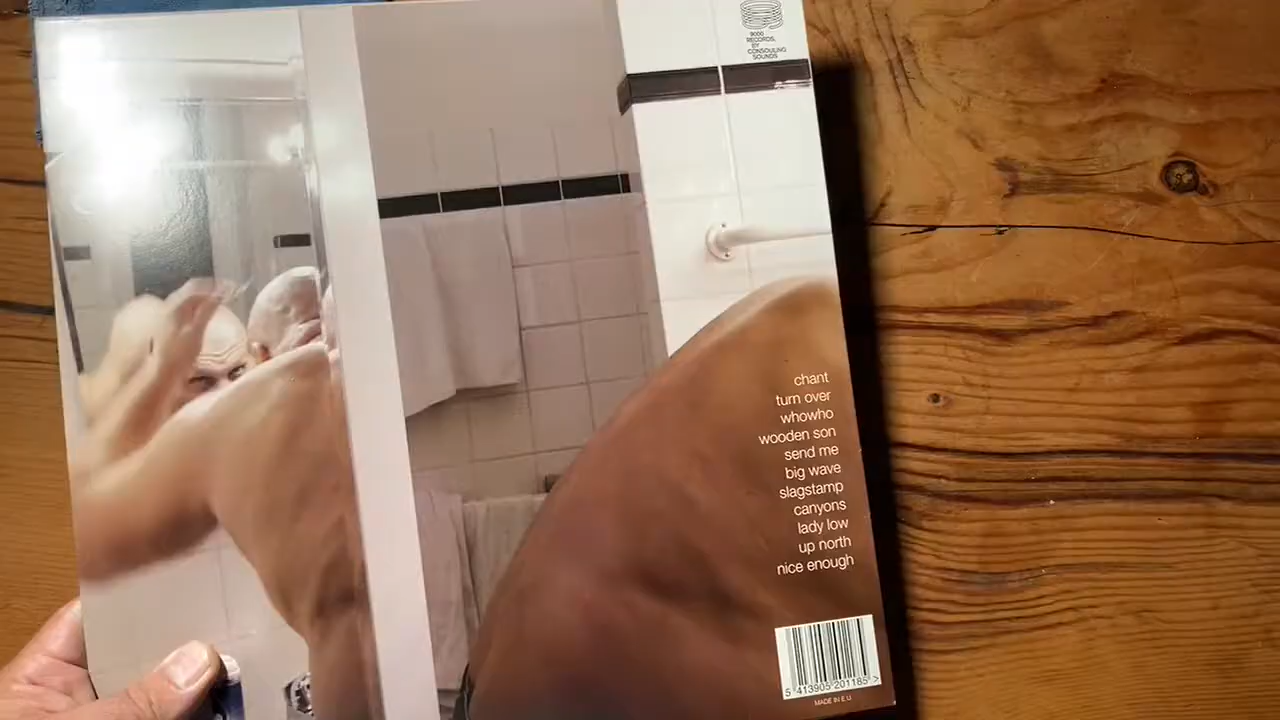 9000
RECORDS,
BY
CONSOULING
SOUNDS
chant
turn over
whowho
wooden son
send me
big wave
slagstamp
canyons
lady low
up north
nice enough
5 413905 201185 >
MADE IN E.U.